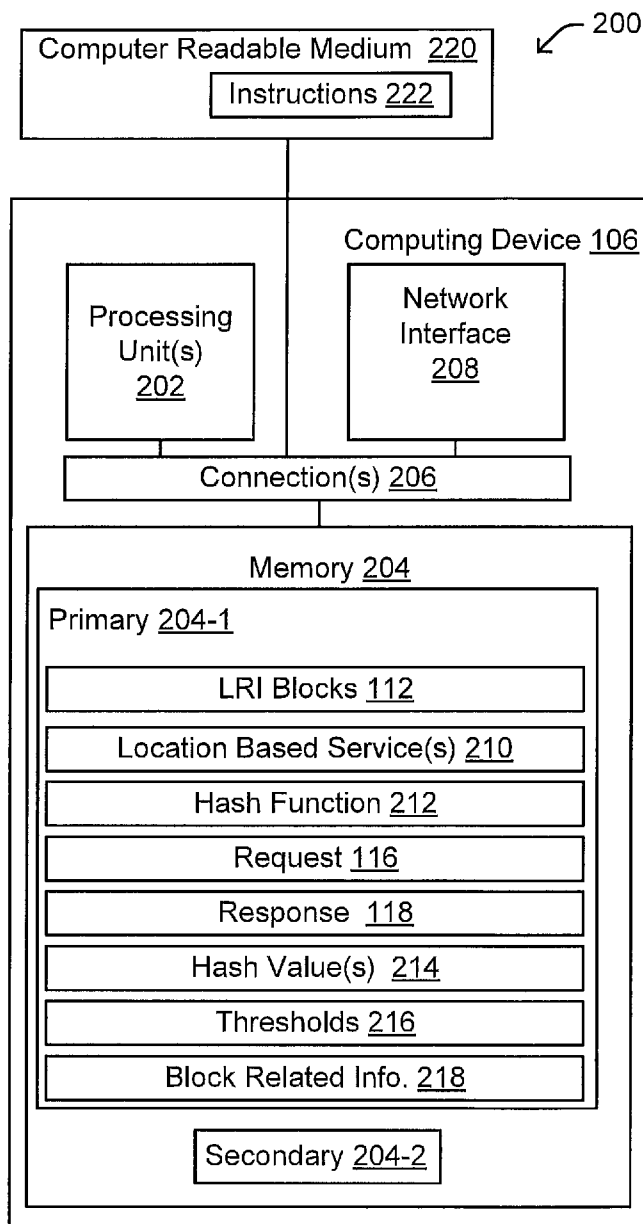 200
Computer Readable Medium 220
Instructions 222
Computing Device 106
Processing
Unit(s)
202
Network
Interface
208
Connection(s) 206
Memory 204
Primary 204-1
LRI Blocks 112
Location Based Service(s) 210
Hash Function 212
Request 116
Response 118
Hash Value(s) 214
Thresholds 216
Block Related Info. 218
Secondary 204-2